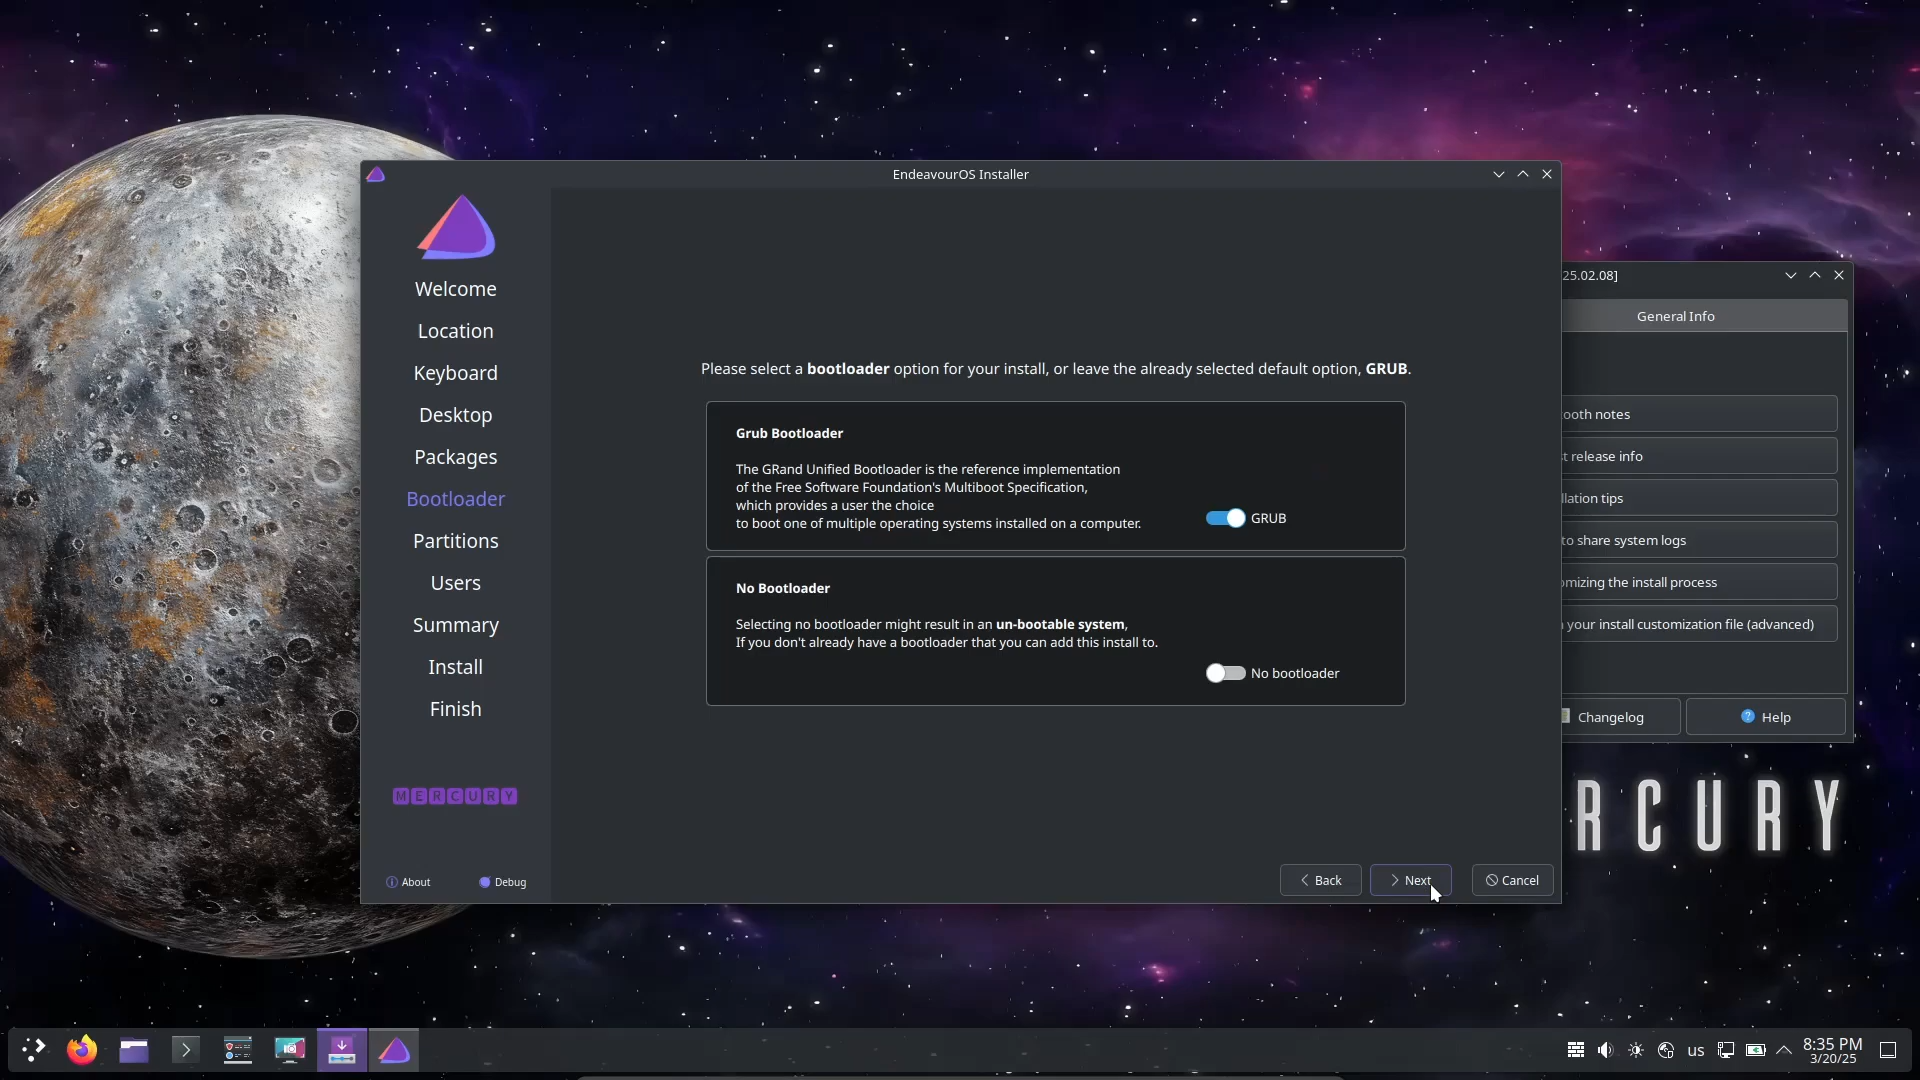 EndeavourOS Installer
Welcome
Location
Keyboard
Desktop
Packages
Bootloader
Partitions
Users
Summary
Install
Finish
MERCURY
About
Debug
Please select a bootloader option for your install, or leave the already selected default option, GRUB.
Grub Bootloader
The GRand Unified Bootloader is the reference implementation
of the Free Software Foundation's Multiboot Specification,
which provides a user the choice
to boot one of multiple operating systems installed on a computer.
GRUB
No Bootloader
Selecting no bootloader might result in an un-bootable system,
If you don't already have a bootloader that you can add this install to.
No bootloader
Back
Next
Cancel
25.02.08]
General Info
ooth notes
t release info
llation tips
to share system logs
omizing the install process
your install customization file (advanced)
Changelog
Help
RCURY
us
8:35 PM
3/20/25